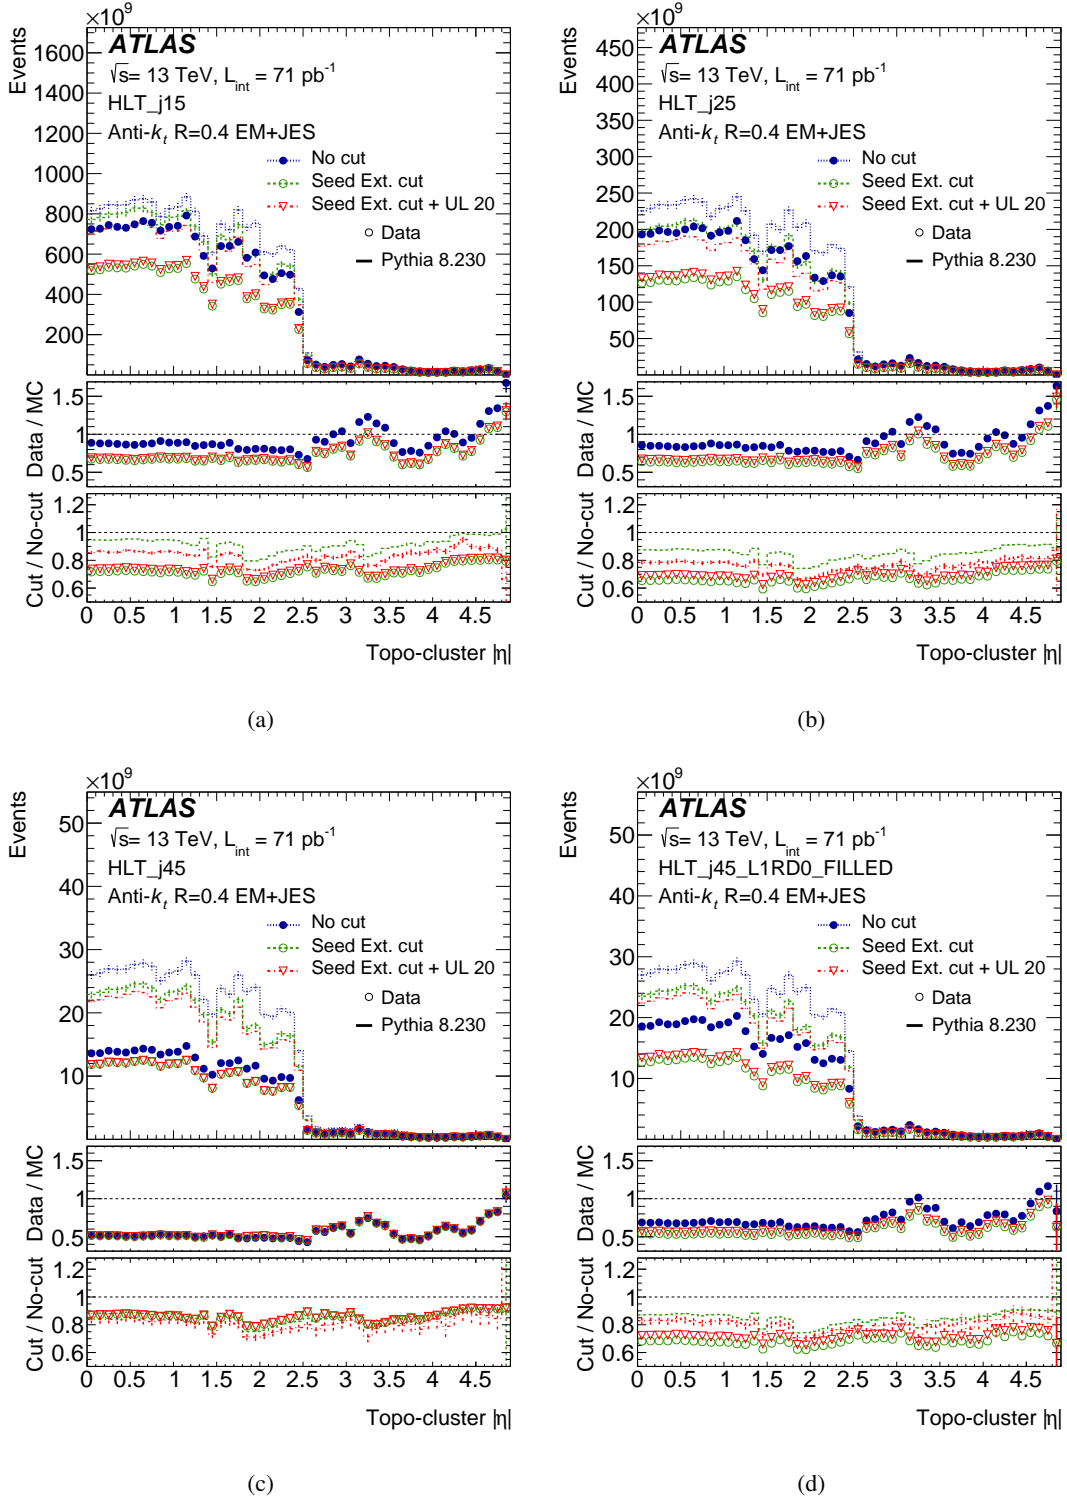 ×10⁹
Events
1600
1400
1200
1000
800
600
400
200
ATLAS
√s= 13 TeV, L_int = 71 pb⁻¹
HLT_j15
Anti-k_t R=0.4 EM+JES
No cut
Seed Ext. cut
Seed Ext. cut + UL 20
Data
Pythia 8.230
Data / MC
1.5
1
0.5
Cut / No-cut
1.2
1
0.8
0.6
0 0.5 1 1.5 2 2.5 3 3.5 4 4.5
Topo-cluster |η|
(a)
×10⁹
Events
450
400
350
300
250
200
150
100
50
ATLAS
√s= 13 TeV, L_int = 71 pb⁻¹
HLT_j25
Anti-k_t R=0.4 EM+JES
No cut
Seed Ext. cut
Seed Ext. cut + UL 20
Data
Pythia 8.230
Data / MC
1.5
1
0.5
Cut / No-cut
1.2
1
0.8
0.6
0 0.5 1 1.5 2 2.5 3 3.5 4 4.5
Topo-cluster |η|
(b)
×10⁹
Events
50
40
30
20
10
ATLAS
√s= 13 TeV, L_int = 71 pb⁻¹
HLT_j45
Anti-k_t R=0.4 EM+JES
No cut
Seed Ext. cut
Seed Ext. cut + UL 20
Data
Pythia 8.230
Data / MC
1.5
1
0.5
Cut / No-cut
1.2
1
0.8
0.6
0 0.5 1 1.5 2 2.5 3 3.5 4 4.5
Topo-cluster |η|
(c)
×10⁹
Events
50
40
30
20
10
ATLAS
√s= 13 TeV, L_int = 71 pb⁻¹
HLT_j45_L1RD0_FILLED
Anti-k_t R=0.4 EM+JES
No cut
Seed Ext. cut
Seed Ext. cut + UL 20
Data
Pythia 8.230
Data / MC
1.5
1
0.5
Cut / No-cut
1.2
1
0.8
0.6
0 0.5 1 1.5 2 2.5 3 3.5 4 4.5
Topo-cluster |η|
(d)